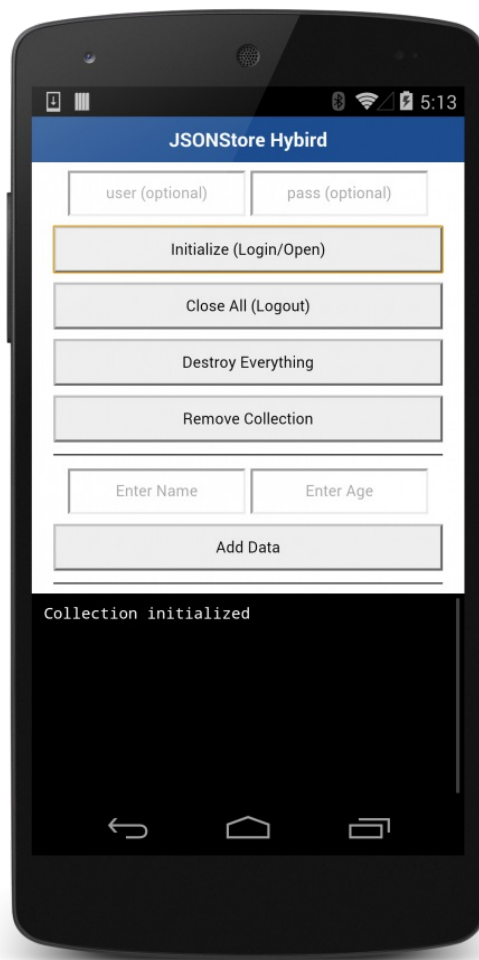 5:13
JSONStore Hybird
user (optional) pass (optional)
Initialize (Login/Open)
Close All (Logout)
Destroy Everything
Remove Collection
Enter Name Enter Age
Add Data
Collection initialized